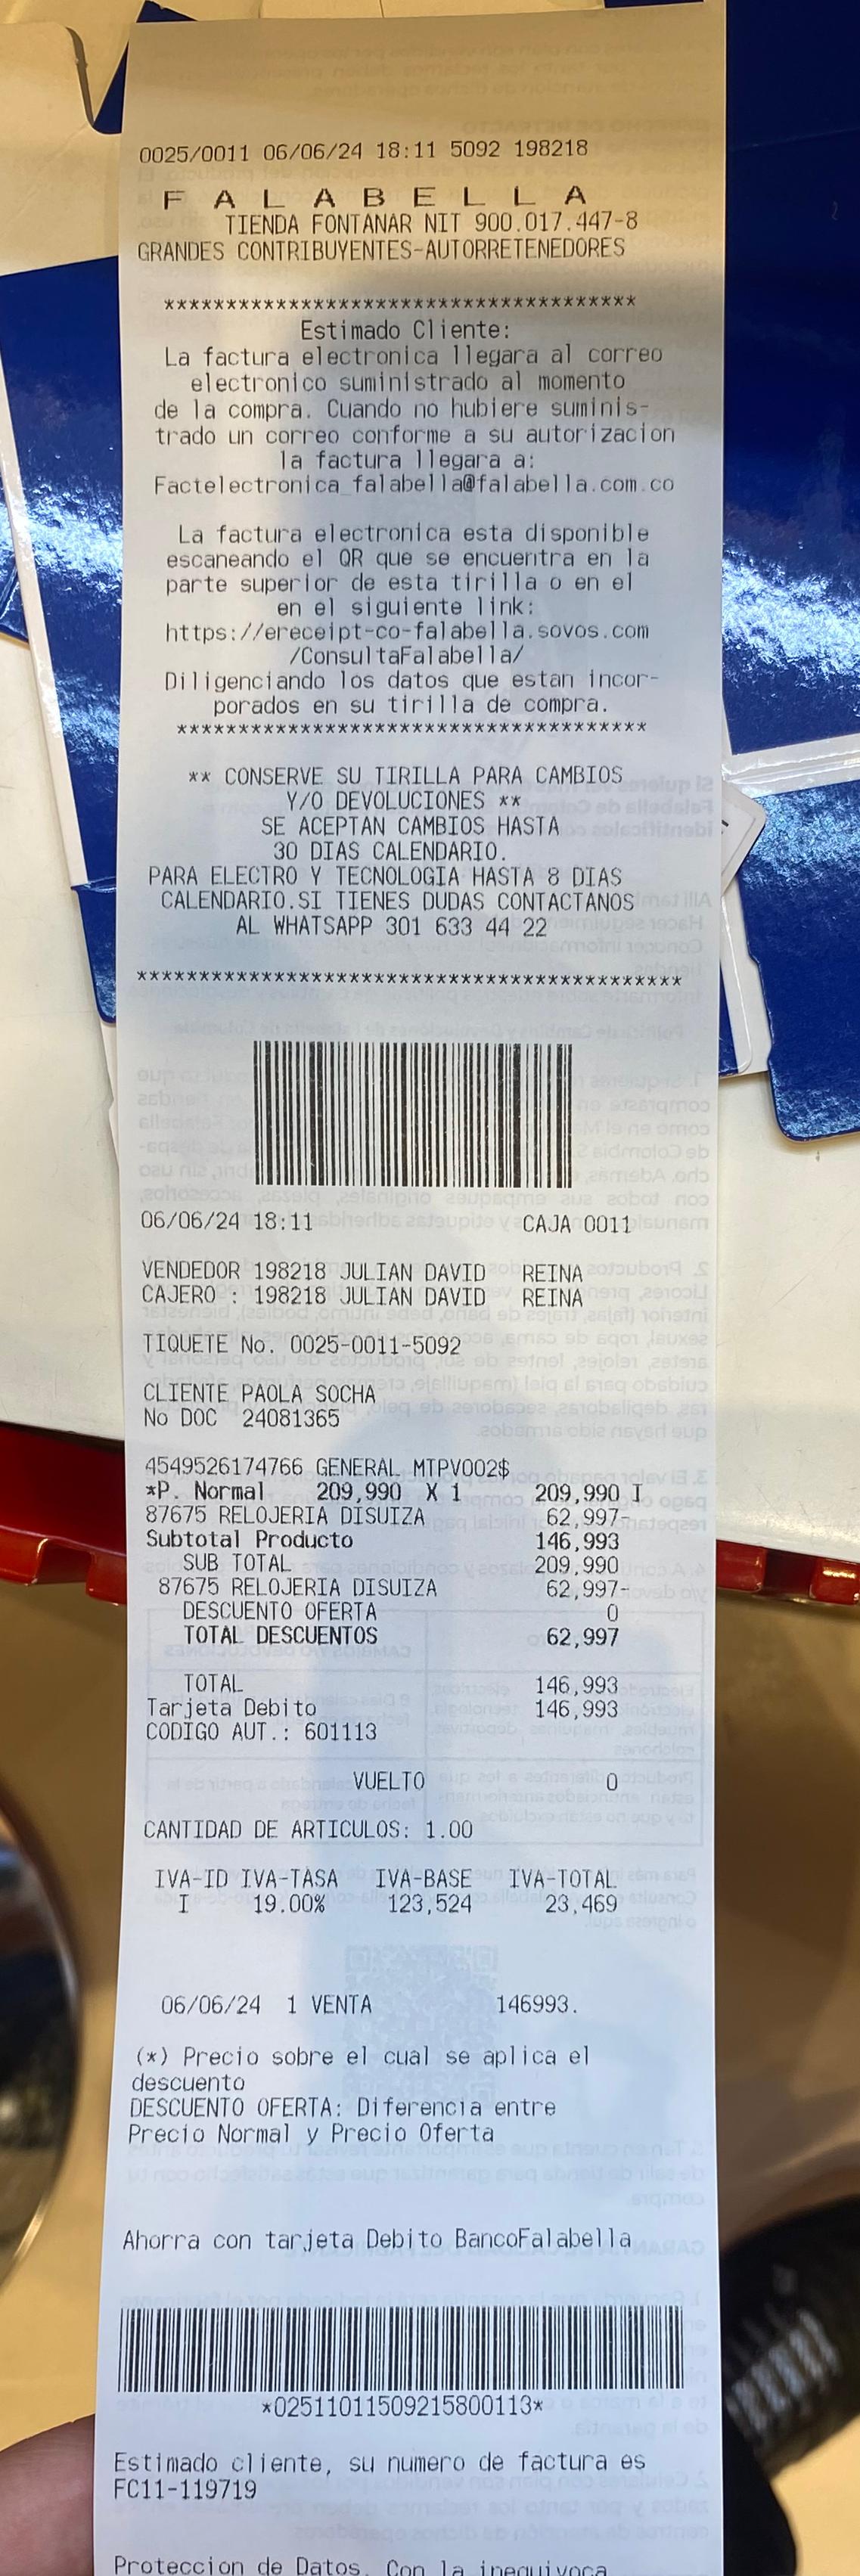 0025/0011 06/06/24 18:11 5092 198218
F A L A B E L L A
TIENDA FONTANAR NIT 900.017.447-8
GRANDES CONTRIBUYENTES-AUTORRETENEDORES
**************************************
Estimado Cliente:
La factura electronica llegara al correo
electronico suministrado al momento
de la compra. Cuando no hubiere suminis-
trado un correo conforme a su autorizacion
la factura llegara a:
Factelectronica_falabella@falabella.com.co
La factura electronica esta disponible
escaneando el QR que se encuentra en la
parte superior de esta tirilla o en el
en el siguiente link:
https://ereceipt-co-falabella.sovos.com
/ConsultaFalabella/
Diligenciando los datos que estan incor-
porados en su tirilla de compra.
**************************************
** CONSERVE SU TIRILLA PARA CAMBIOS
Y/O DEVOLUCIONES **
SE ACEPTAN CAMBIOS HASTA
30 DIAS CALENDARIO.
PARA ELECTRO Y TECNOLOGIA HASTA 8 DIAS
CALENDARIO.SI TIENES DUDAS CONTACTANOS
AL WHATSAPP 301 633 44 22
********************************************
06/06/24 18:11 CAJA 0011
VENDEDOR 198218 JULIAN DAVID REINA
CAJERO : 198218 JULIAN DAVID REINA
TIQUETE No. 0025-0011-5092
CLIENTE PAOLA SOCHA
No DOC 24081365
4549526174766 GENERAL MTPV002$
*P. Normal 209,990 X 1 209,990 I
87675 RELOJERIA DISUIZA 62,997-
Subtotal Producto 146,993
SUB TOTAL 209,990
87675 RELOJERIA DISUIZA 62,997-
DESCUENTO OFERTA 0
TOTAL DESCUENTOS 62,997
TOTAL 146,993
Tarjeta Debito 146,993
CODIGO AUT.: 601113
VUELTO 0
CANTIDAD DE ARTICULOS: 1.00
IVA-ID IVA-TASA IVA-BASE IVA-TOTAL
I 19.00% 123,524 23,469
06/06/24 1 VENTA 146993.
(*) Precio sobre el cual se aplica el
descuento
DESCUENTO OFERTA: Diferencia entre
Precio Normal y Precio Oferta
Ahorra con tarjeta Debito BancoFalabella
*02511011509215800113*
Estimado cliente, su numero de factura es
FC11-119719
Proteccion de Datos. Con la inequivoca